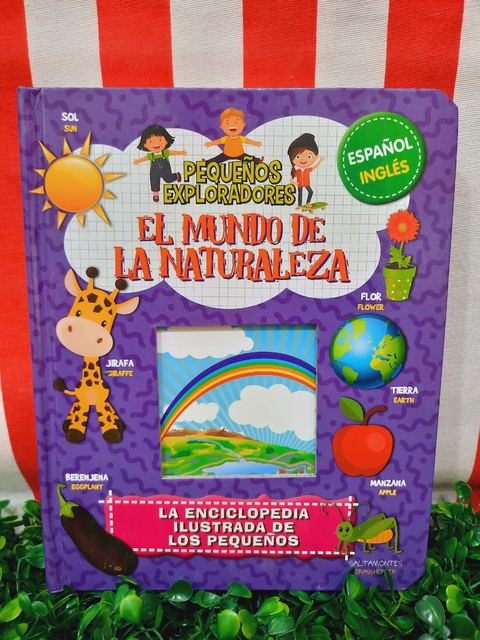 SOL
SUN
PEQUEÑOS
EXPLORADORES
ESPAÑOL
INGLÉS
EL MUNDO DE
LA NATURALEZA
FLOR
FLOWER
JIRAFA
GIRAFFE
TIERRA
EARTH
BERENJENA
EGGPLANT
MANZANA
APPLE
LA ENCICLOPEDIA
ILUSTRADA DE
LOS PEQUEÑOS
SALTAMONTES